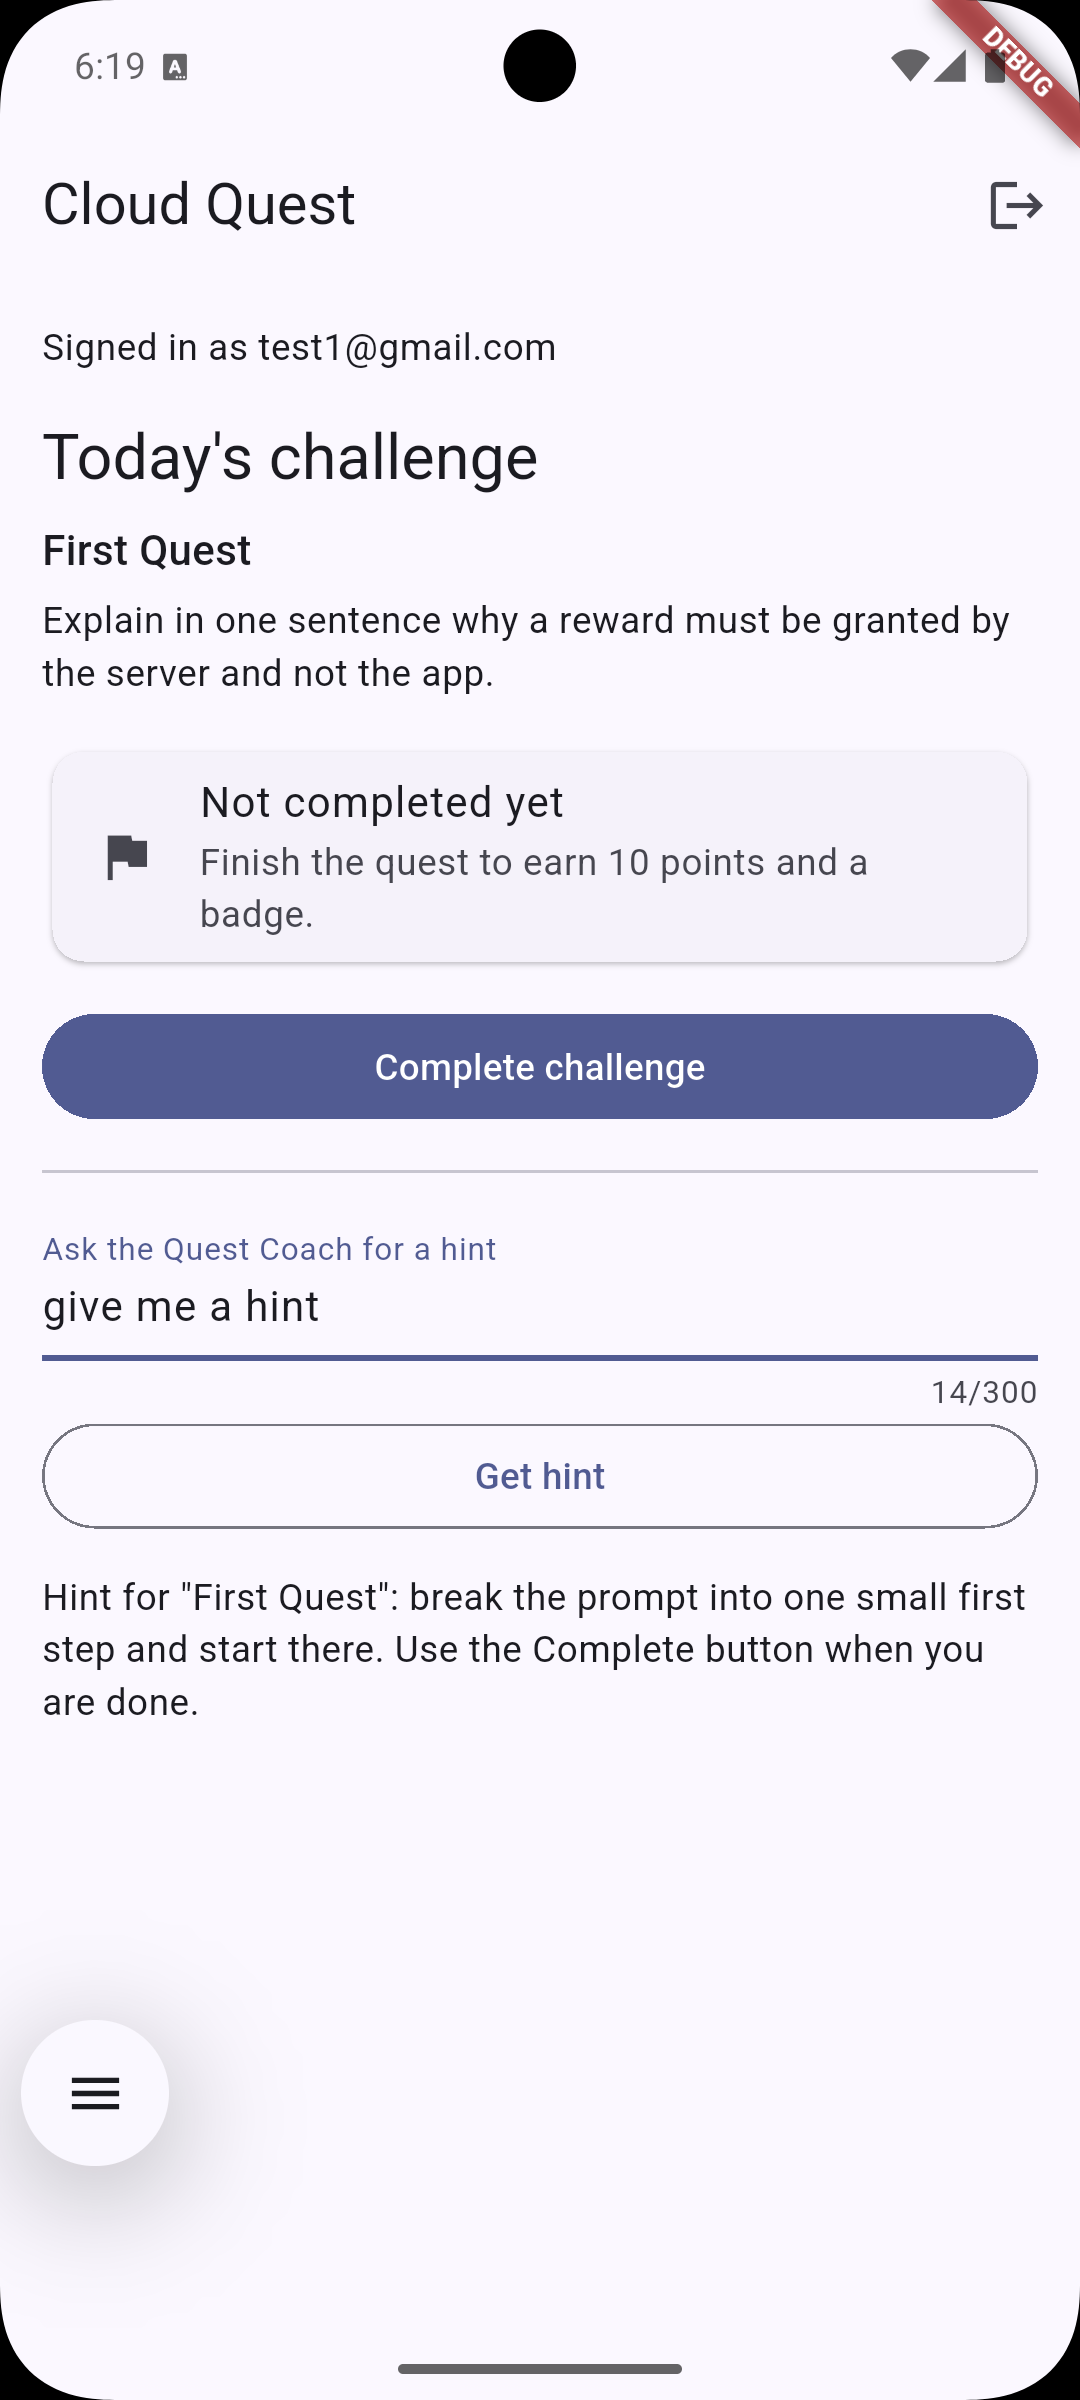 6:19
DEBUG
Cloud Quest
Signed in as test1@gmail.com
Today's challenge
First Quest
Explain in one sentence why a reward must be granted by
the server and not the app.
Not completed yet
Finish the quest to earn 10 points and a
badge.
Complete challenge
Ask the Quest Coach for a hint
give me a hint
14/300
Get hint
Hint for "First Quest": break the prompt into one small first
step and start there. Use the Complete button when you
are done.